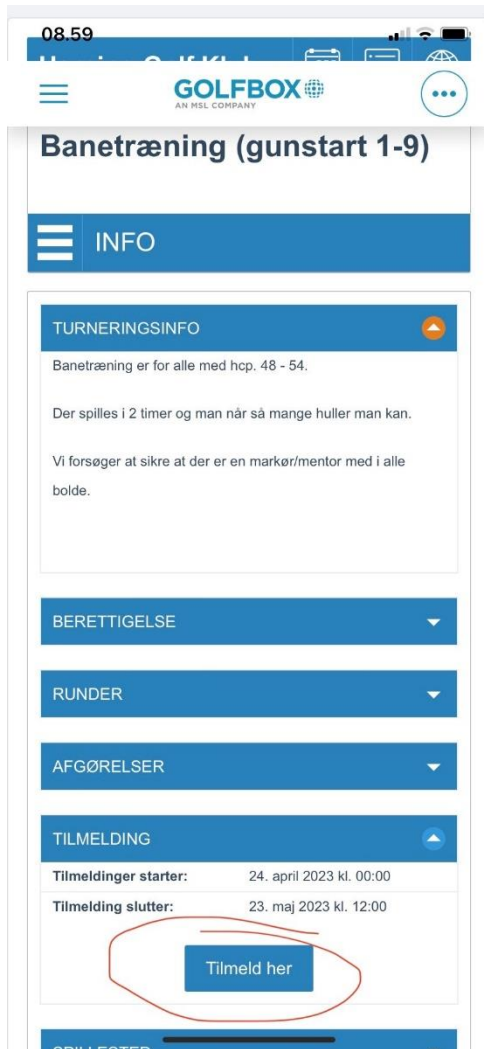 08.59
GOLFBOX
AN MSL COMPANY
Banetræning (gunstart 1-9)
INFO
TURNERINGSINFO
Banetræning er for alle med hcp. 48 - 54.
Der spilles i 2 timer og man når så mange huller man kan.
Vi forsøger at sikre at der er en markør/mentor med i alle
bolde.
BERETTIGELSE
RUNDER
AFGØRELSER
TILMELDING
Tilmeldinger starter: 24. april 2023 kl. 00:00
Tilmelding slutter: 23. maj 2023 kl. 12:00
Tilmeld her